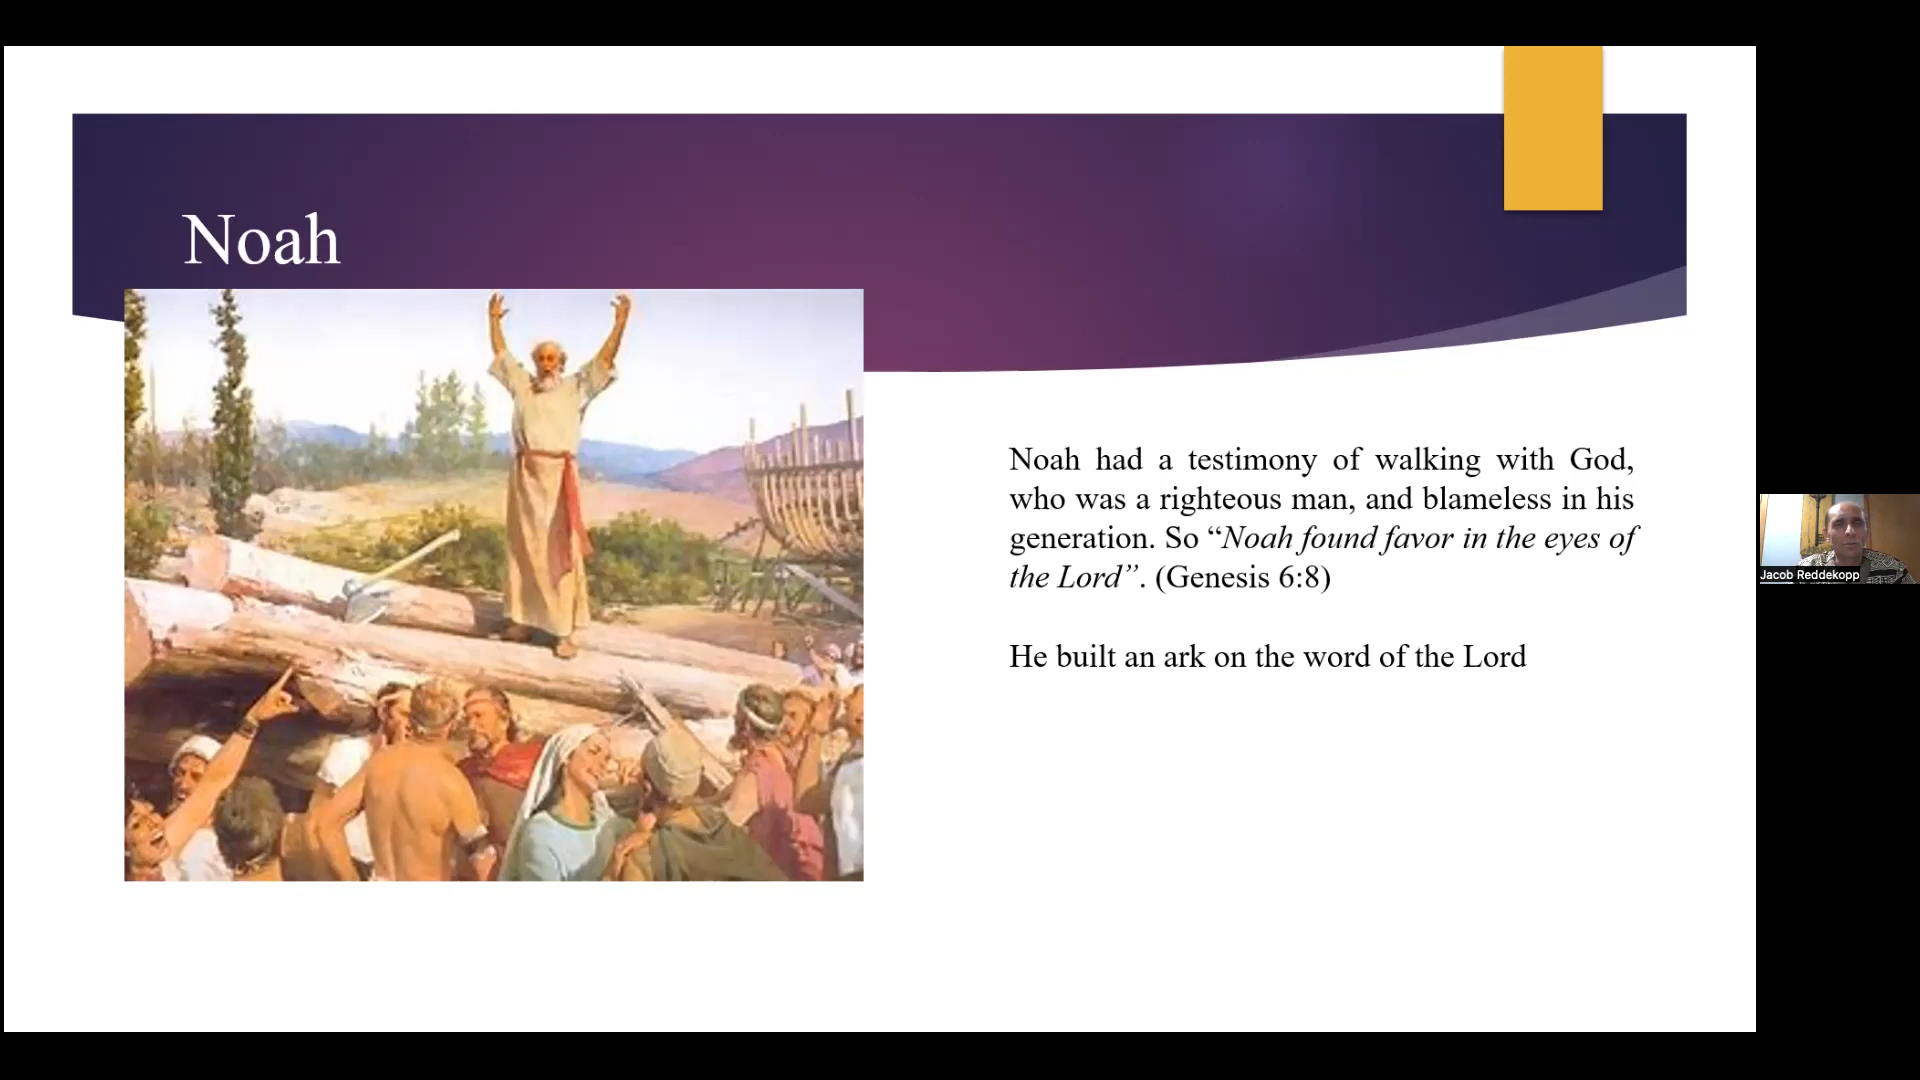 Noah
Noah had a testimony of walking with God,
who was a righteous man, and blameless in his
generation. So “Noah found favor in the eyes of
the Lord”. (Genesis 6:8)
He built an ark on the word of the Lord
Jacob Reddekopp